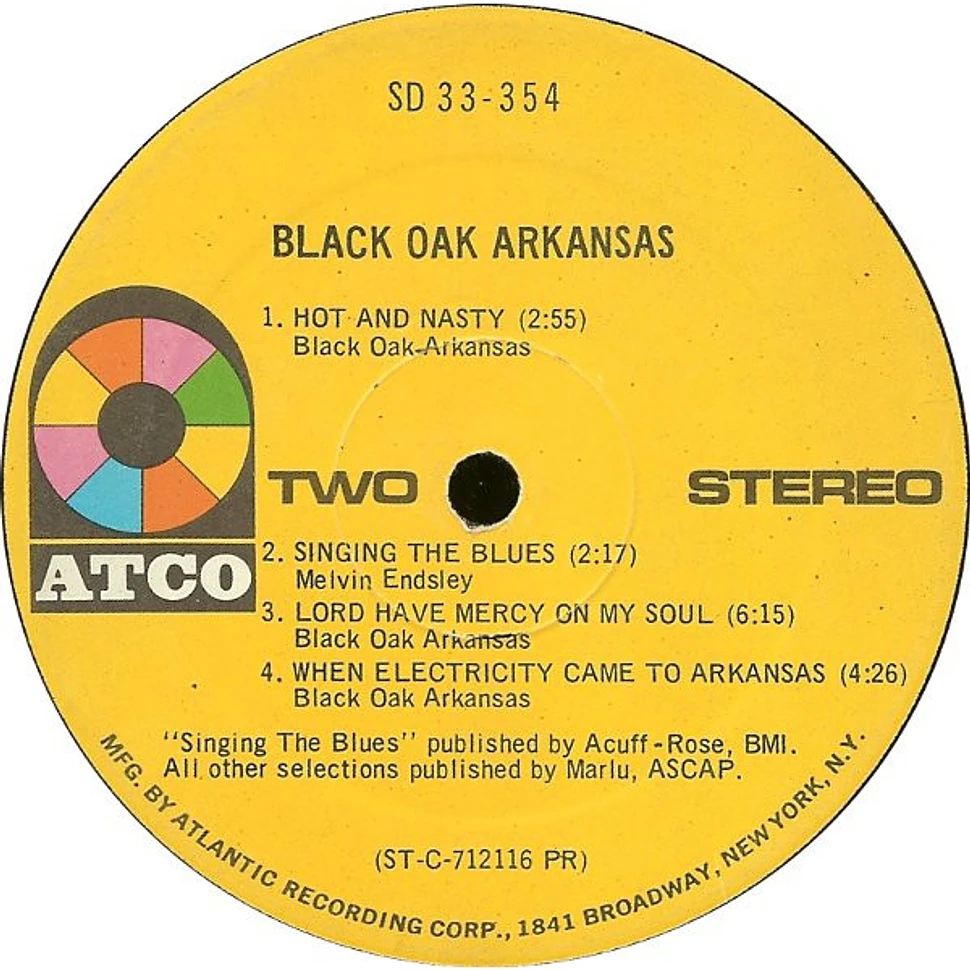 SD 33-354
BLACK OAK ARKANSAS
1. HOT AND NASTY (2:55)
Black Oak Arkansas
TWO
STEREO
ATCO
2. SINGING THE BLUES (2:17)
Melvin Endsley
3. LORD HAVE MERCY ON MY SOUL (6:15)
Black Oak Arkansas
4. WHEN ELECTRICITY CAME TO ARKANSAS (4:26)
Black Oak Arkansas
"Singing The Blues" published by Acuff-Rose, BMI.
All other selections published by Marlu, ASCAP.
(ST-C-712116 PR)
MFG. BY ATLANTIC RECORDING CORP., 1841 BROADWAY, NEW YORK, N.Y.